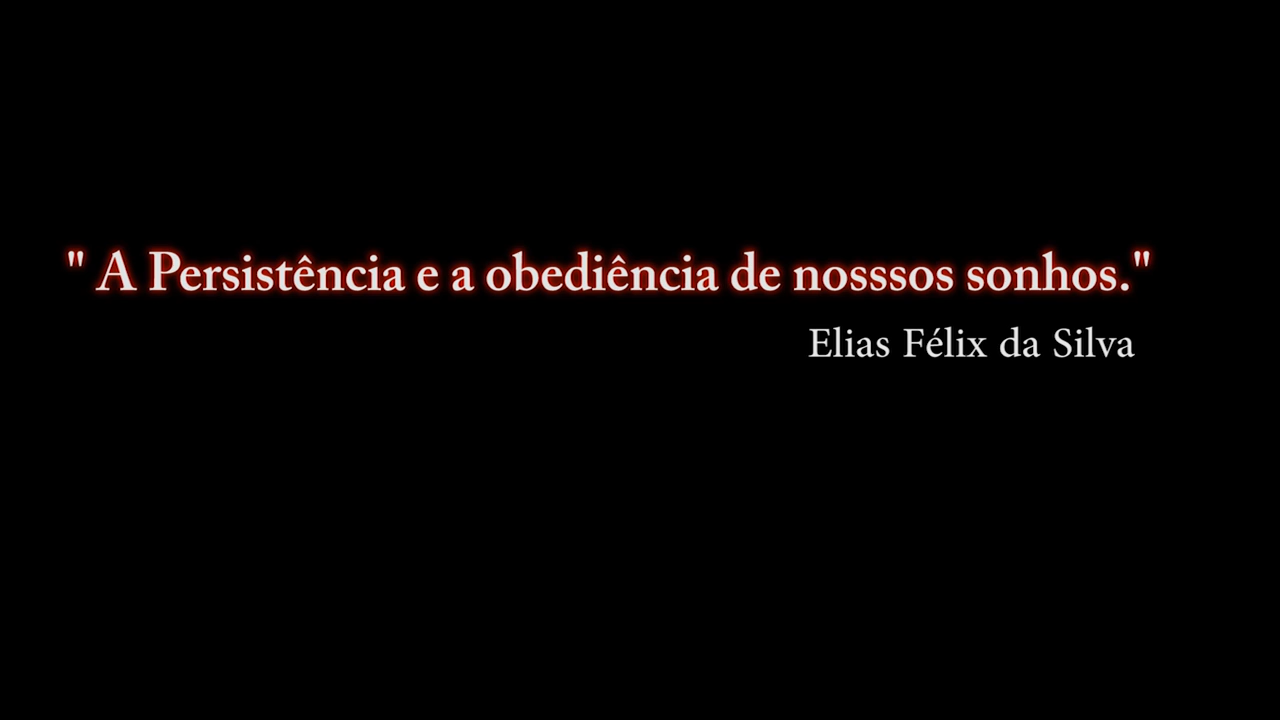 " A Persistência e a obediência de nosssos sonhos."
Elias Félix da Silva